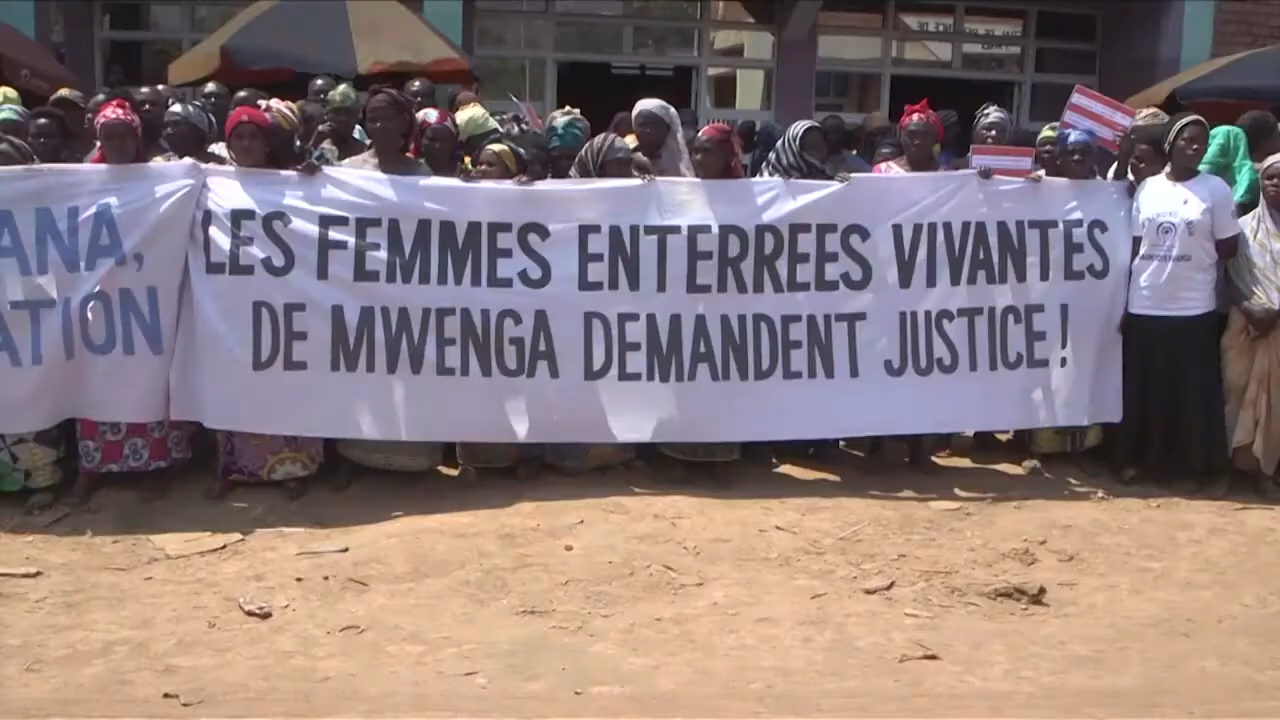 ANA,
ATION
LES FEMMES ENTERREES VIVANTES
DE MWENGA DEMANDENT JUSTICE !